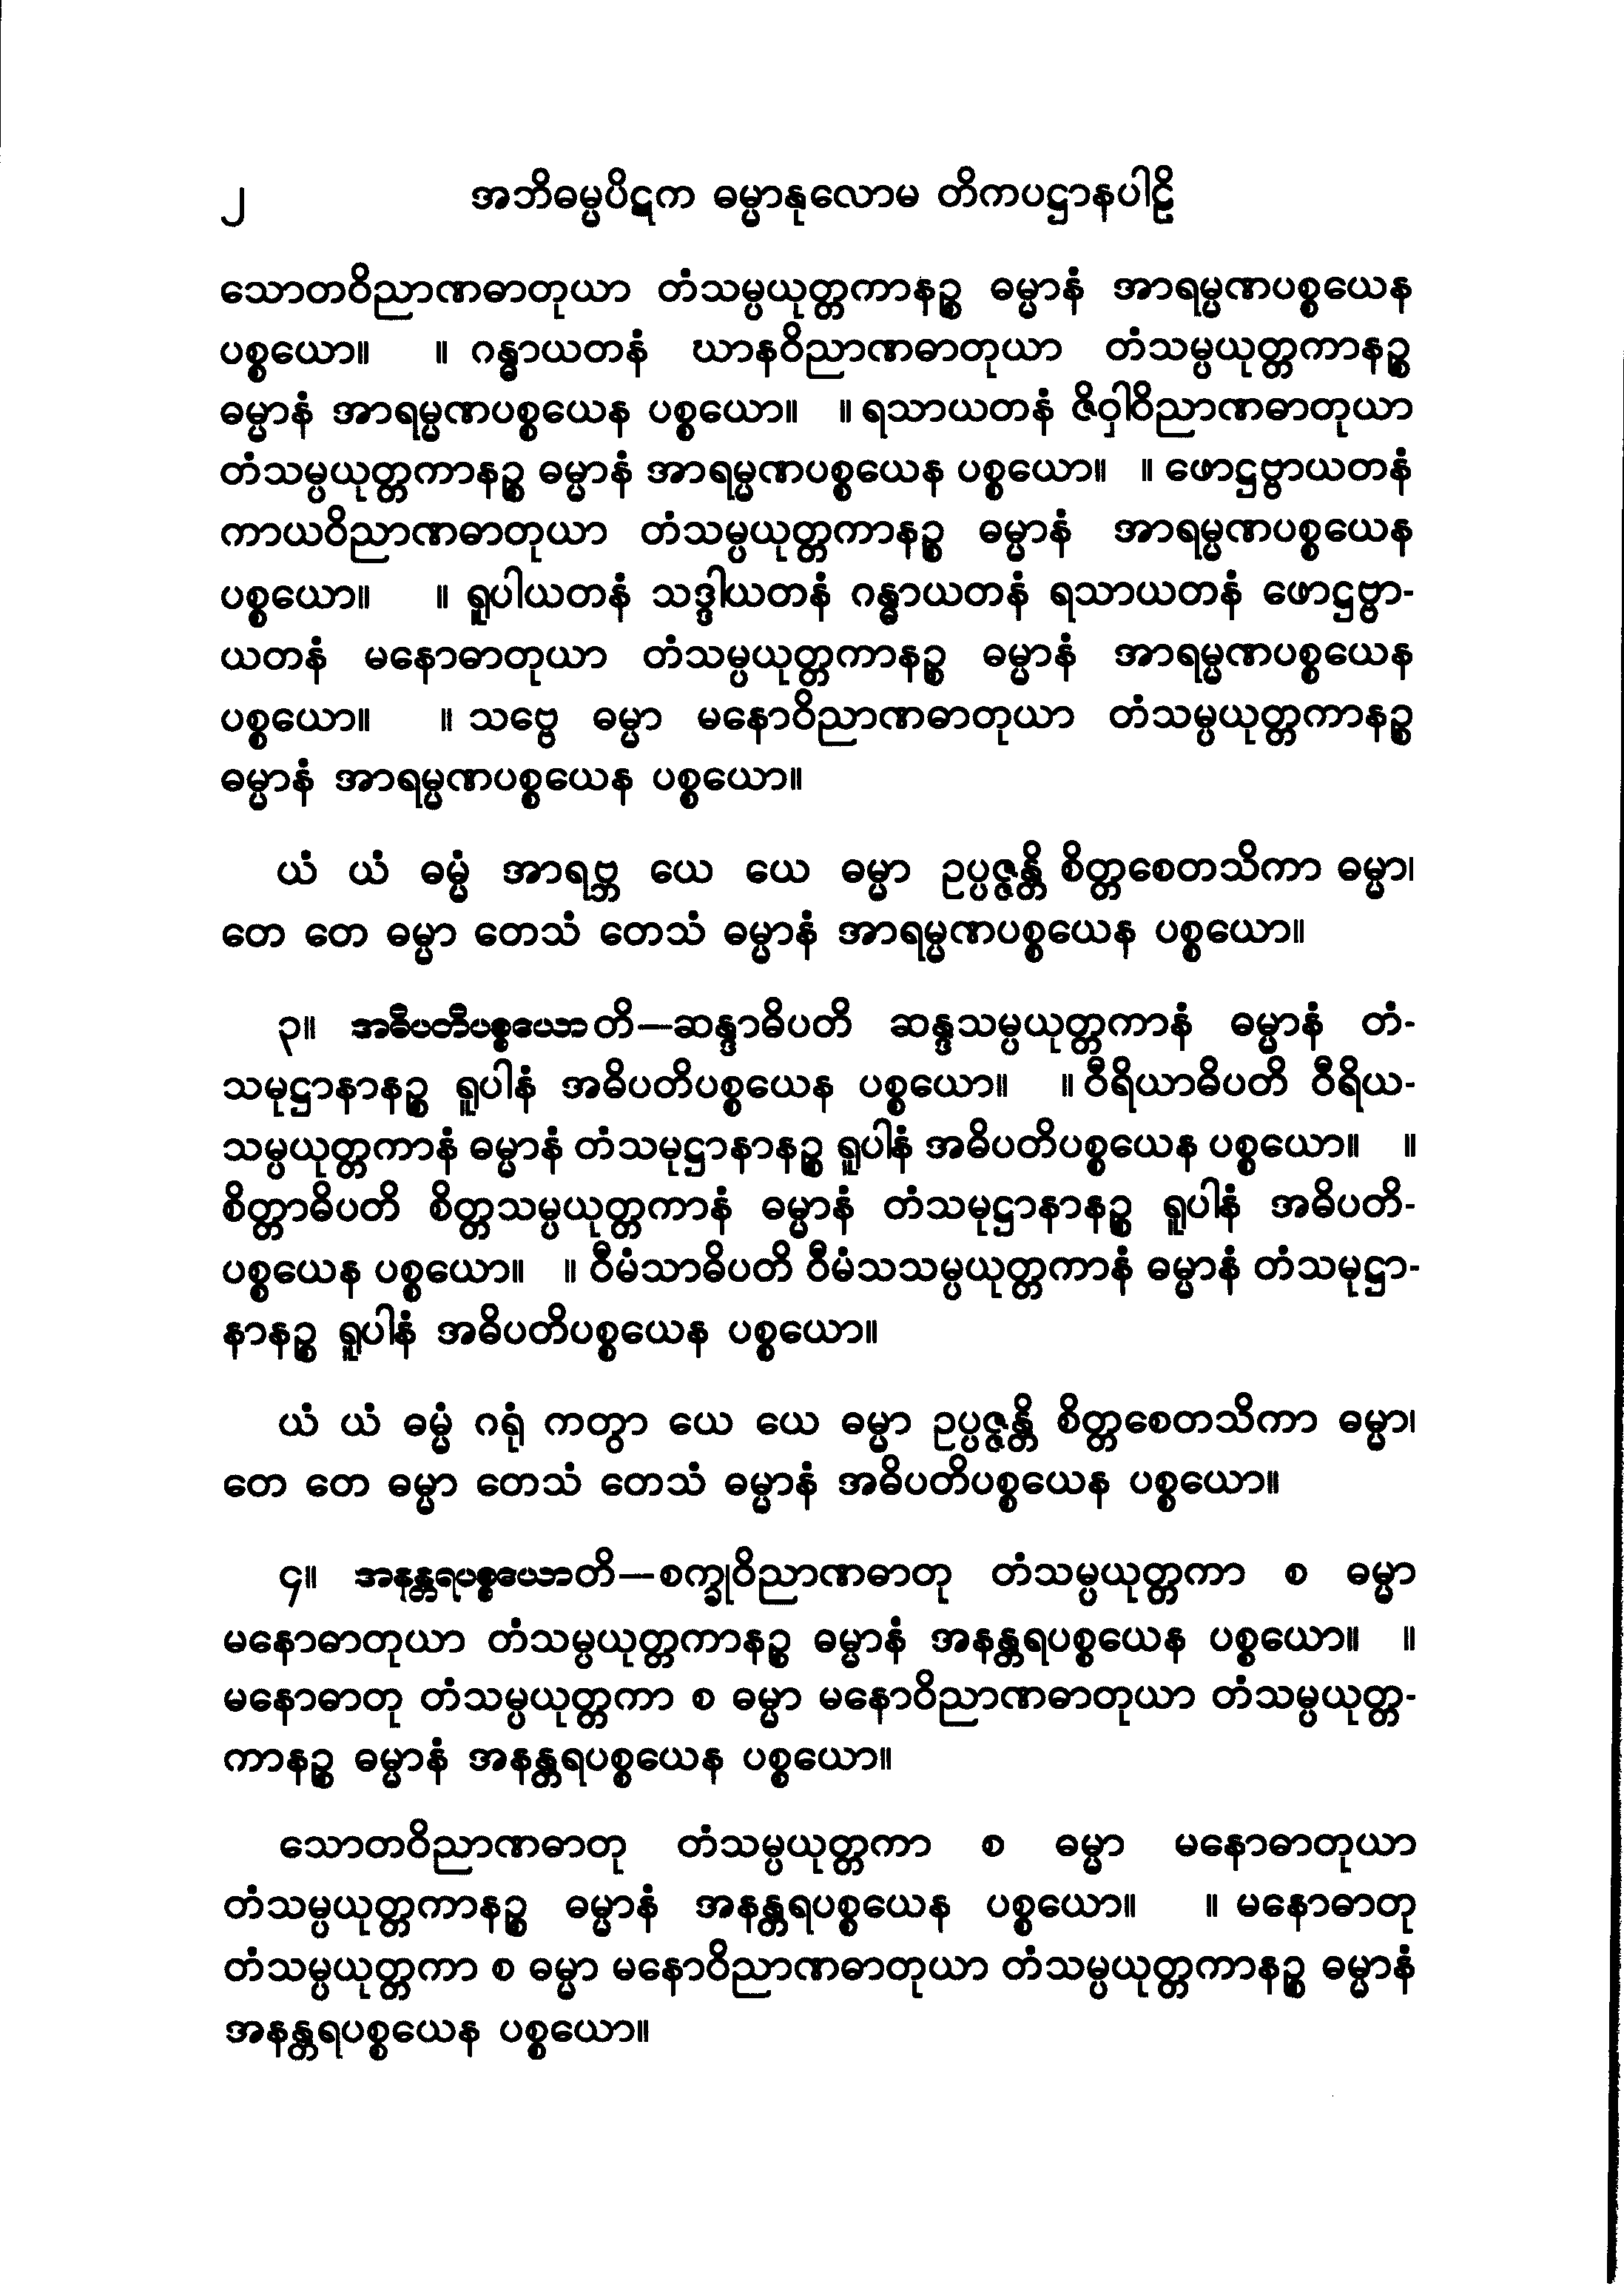 ၂ အဘိဓမ္မပိဋက ဓမ္မာနုလောမ တိကပဋ္ဌာနပါဠိ
သောတဝိညာဏဓာတုယာ တံသမ္ပယုတ္တကာနဉ္စ ဓမ္မာနံ အာရမ္မဏပစ္စယေန
ပစ္စယော။ ။ ဂန္ဓာယတနံ ဃာနဝိညာဏဓာတုယာ တံသမ္ပယုတ္တကာနဉ္စ
ဓမ္မာနံ အာရမ္မဏပစ္စယေန ပစ္စယော။ ။ ရသာယတနံ ဇိဝှါဝိညာဏဓာတုယာ
တံသမ္ပယုတ္တကာနဉ္စ ဓမ္မာနံ အာရမ္မဏပစ္စယေန ပစ္စယော။ ။ ဖောဋ္ဌဗ္ဗာယတနံ
ကာယဝိညာဏဓာတုယာ တံသမ္ပယုတ္တကာနဉ္စ ဓမ္မာနံ အာရမ္မဏပစ္စယေန
ပစ္စယော။ ။ ရူပါယတနံ သဒ္ဒါယတနံ ဂန္ဓာယတနံ ရသာယတနံ ဖောဋ္ဌဗ္ဗာ-
ယတနံ မနောဓာတုယာ တံသမ္ပယုတ္တကာနဉ္စ ဓမ္မာနံ အာရမ္မဏပစ္စယေန
ပစ္စယော။ ။ သဗ္ဗေ ဓမ္မာ မနောဝိညာဏဓာတုယာ တံသမ္ပယုတ္တကာနဉ္စ
ဓမ္မာနံ အာရမ္မဏပစ္စယေန ပစ္စယော။
ယံ ယံ ဓမ္မံ အာရဗ္ဘ ယေ ယေ ဓမ္မာ ဥပ္ပဇ္ဇန္တိ စိတ္တစေတသိကာ ဓမ္မာ၊
တေ တေ ဓမ္မာ တေသံ တေသံ ဓမ္မာနံ အာရမ္မဏပစ္စယေန ပစ္စယော။
၃။ အဓိပတိပစ္စယောတိ—ဆန္ဒာဓိပတိ ဆန္ဒသမ္ပယုတ္တကာနံ ဓမ္မာနံ တံ-
သမုဋ္ဌာနာနဉ္စ ရူပါနံ အဓိပတိပစ္စယေန ပစ္စယော။ ။ ဝီရိယာဓိပတိ ဝီရိယ-
သမ္ပယုတ္တကာနံ ဓမ္မာနံ တံသမုဋ္ဌာနာနဉ္စ ရူပါနံ အဓိပတိပစ္စယေန ပစ္စယော။ ။
စိတ္တာဓိပတိ စိတ္တသမ္ပယုတ္တကာနံ ဓမ္မာနံ တံသမုဋ္ဌာနာနဉ္စ ရူပါနံ အဓိပတိ-
ပစ္စယေန ပစ္စယော။ ။ ဝီမံသာဓိပတိ ဝီမံသသမ္ပယုတ္တကာနံ ဓမ္မာနံ တံသမုဋ္ဌာ-
နာနဉ္စ ရူပါနံ အဓိပတိပစ္စယေန ပစ္စယော။
ယံ ယံ ဓမ္မံ ဂရုံ ကတွာ ယေ ယေ ဓမ္မာ ဥပ္ပဇ္ဇန္တိ စိတ္တစေတသိကာ ဓမ္မာ၊
တေ တေ ဓမ္မာ တေသံ တေသံ ဓမ္မာနံ အဓိပတိပစ္စယေန ပစ္စယော။
၄။ အနန္တရပစ္စယောတိ—စက္ခုဝိညာဏဓာတု တံသမ္ပယုတ္တကာ စ ဓမ္မာ
မနောဓာတုယာ တံသမ္ပယုတ္တကာနဉ္စ ဓမ္မာနံ အနန္တရပစ္စယေန ပစ္စယော။ ။
မနောဓာတု တံသမ္ပယုတ္တကာ စ ဓမ္မာ မနောဝိညာဏဓာတုယာ တံသမ္ပယုတ္တ-
ကာနဉ္စ ဓမ္မာနံ အနန္တရပစ္စယေန ပစ္စယော။
သောတဝိညာဏဓာတု တံသမ္ပယုတ္တကာ စ ဓမ္မာ မနောဓာတုယာ
တံသမ္ပယုတ္တကာနဉ္စ ဓမ္မာနံ အနန္တရပစ္စယေန ပစ္စယော။ ။ မနောဓာတု
တံသမ္ပယုတ္တကာ စ ဓမ္မာ မနောဝိညာဏဓာတုယာ တံသမ္ပယုတ္တကာနဉ္စ ဓမ္မာနံ
အနန္တရပစ္စယေန ပစ္စယော။